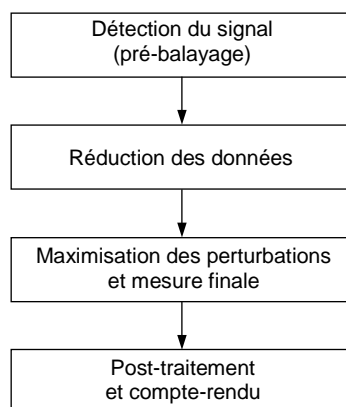 Détection du signal
(pré-balayage)
Réduction des données
Maximisation des perturbations
et mesure finale
Post-traitement
et compte-rendu